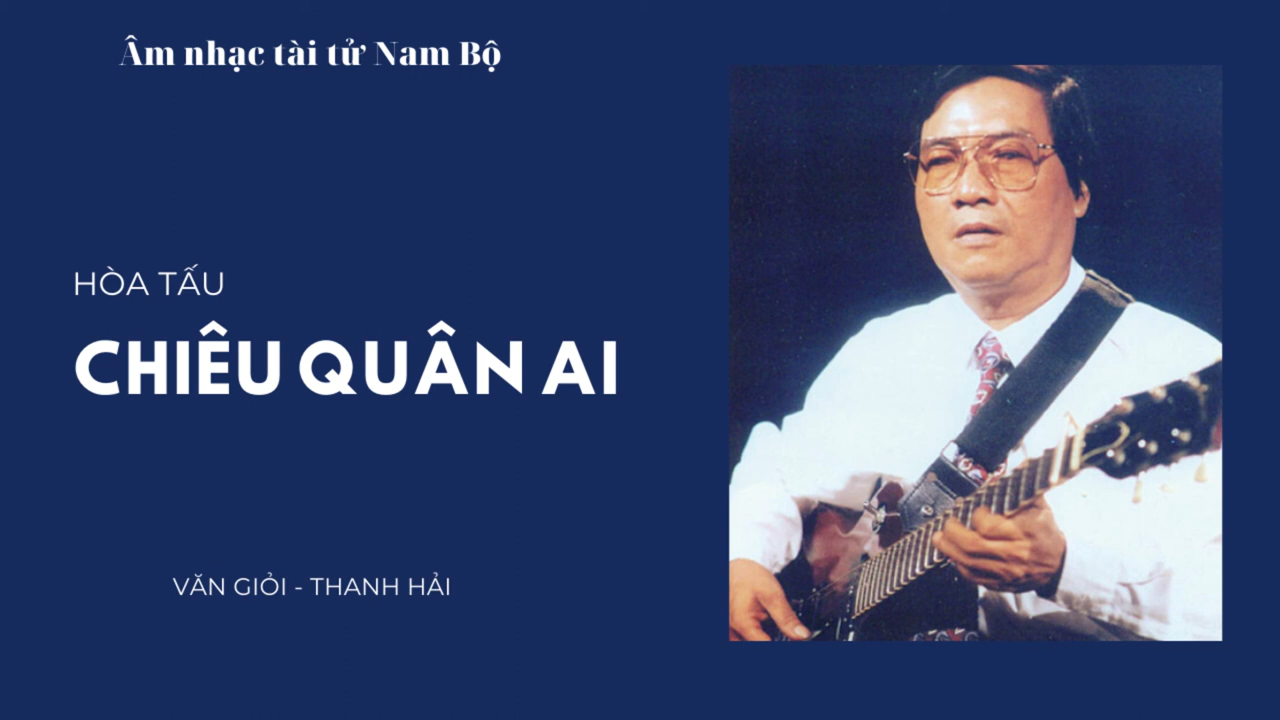 Âm nhạc tài tử Nam Bộ
HÒA TẤU
CHIÊU QUÂN AI
VĂN GIỎI - THANH HẢI